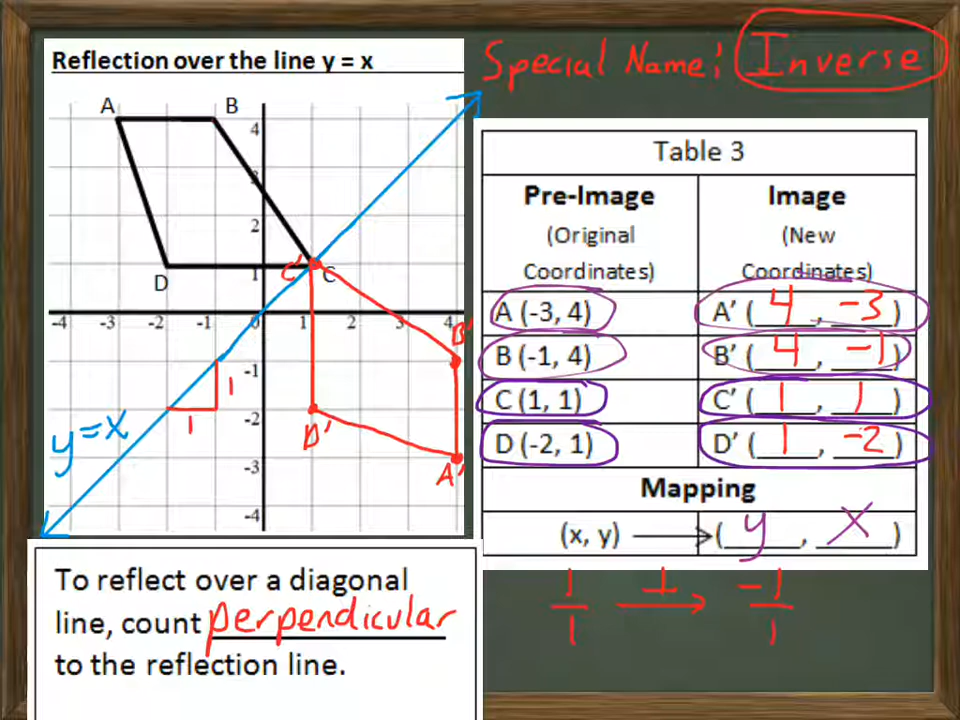 Reflection over the line y = x
Special Name: Inverse
A
B
4
3
2
D
1
C'
C
-4 -3 -2 -1 0 1 2 3 4
B'
-1
1
1
-2
D'
y=x
-3
A'
-4
Table 3
Pre-Image
(Original
Coordinates)
Image
(New
Coordinates)
A (-3, 4) A' ( 4 , -3 )
B (-1, 4) B' ( 4 , -1 )
C (1, 1) C' ( 1 , 1 )
D (-2, 1) D' ( 1 , -2 )
Mapping
(x, y) → ( y , x )
To reflect over a diagonal
line, count perpendicular
to the reflection line.
1/1 ⊥→ -1/1